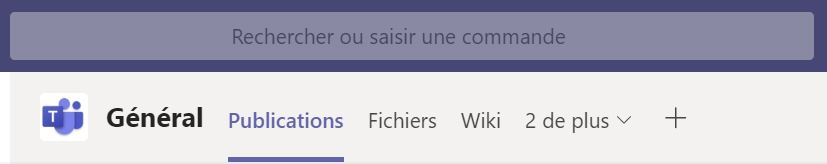 Rechercher ou saisir une commande
T Général Publications Fichiers Wiki 2 de plus